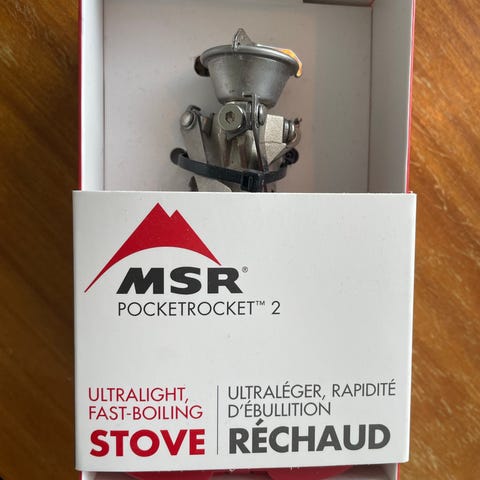 MSR®
POCKETROCKET™ 2
ULTRALIGHT,
FAST-BOILING
STOVE
ULTRALÉGER, RAPIDITÉ
D'ÉBULLITION
RÉCHAUD